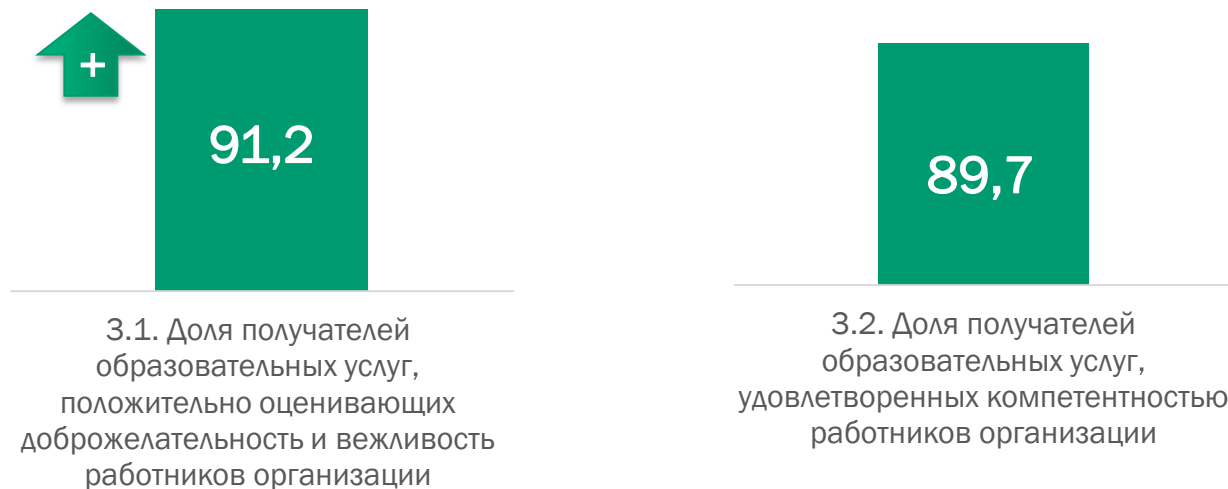 +
91,2
3.1. Доля получателей
образовательных услуг,
положительно оценивающих
доброжелательность и вежливость
работников организации
89,7
3.2. Доля получателей
образовательных услуг,
удовлетворенных компетентностью
работников организации